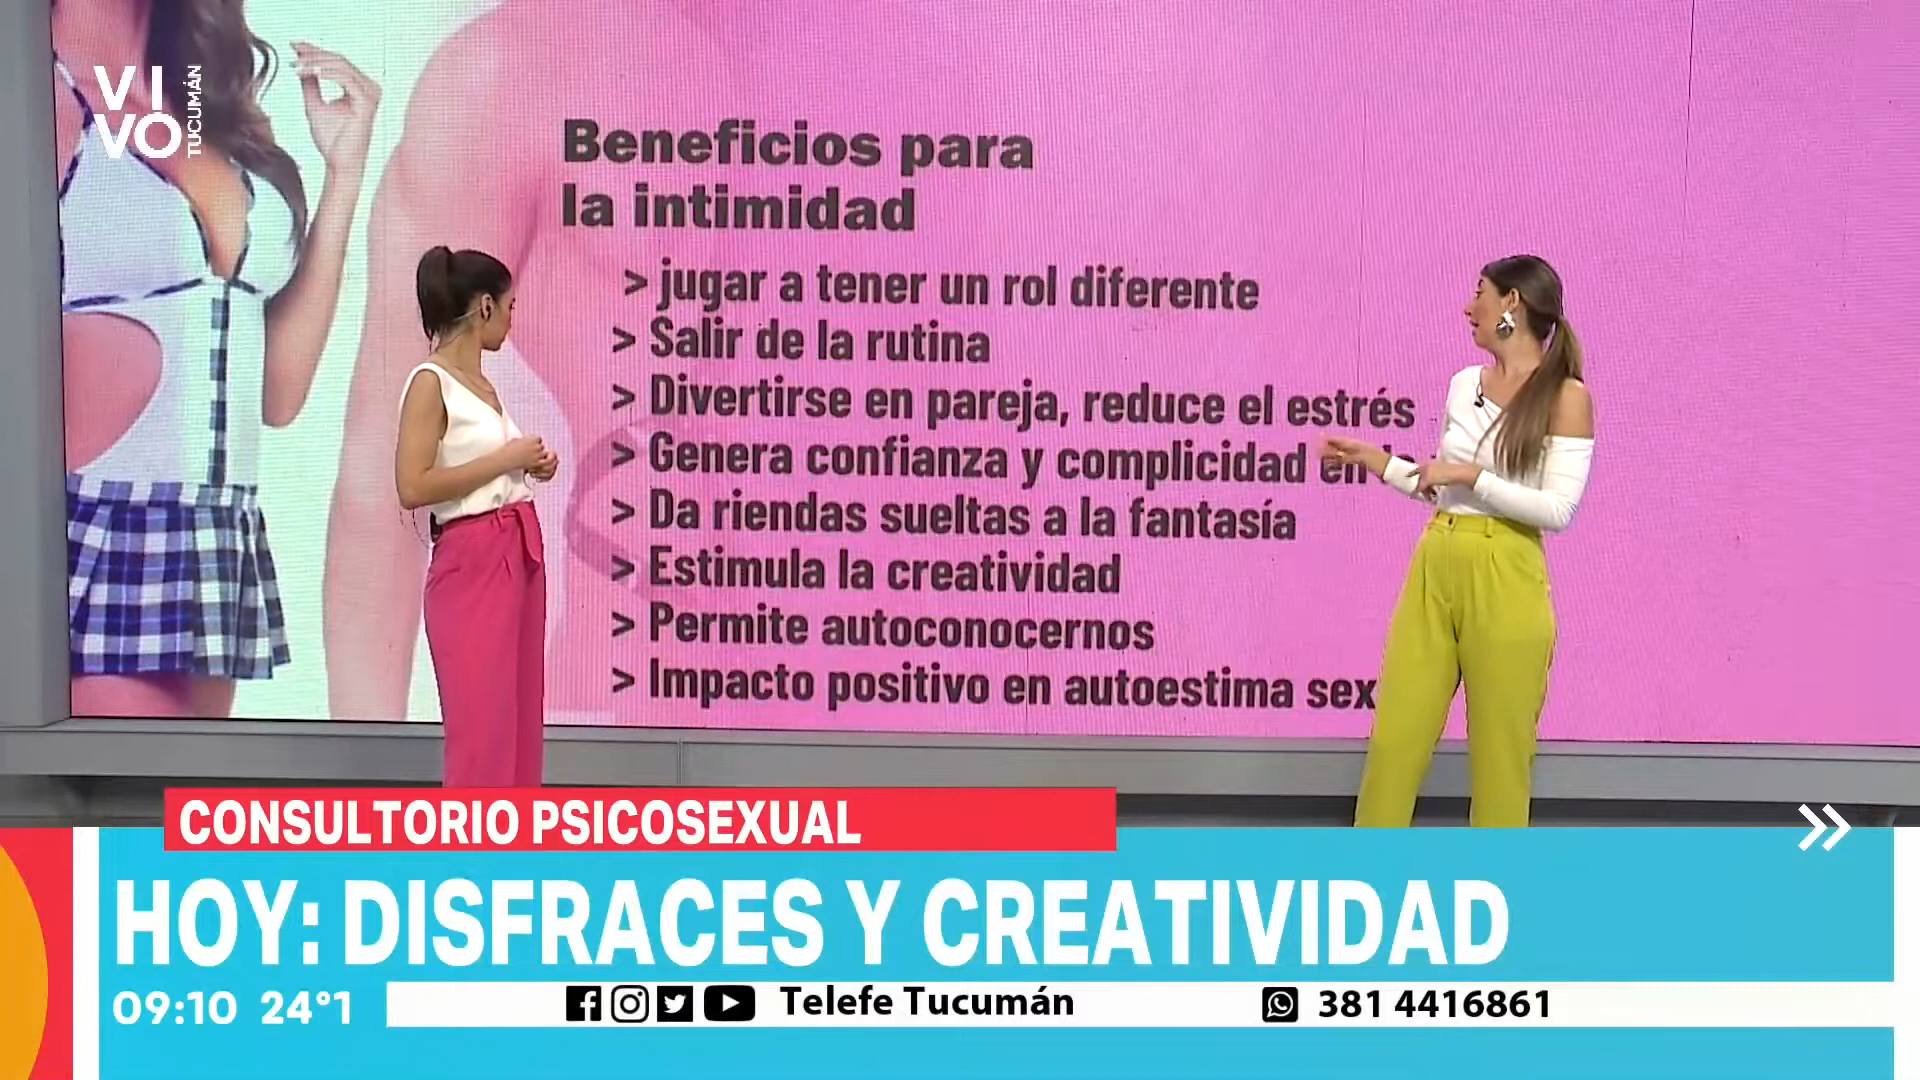 VI
VO
TUCUMÁN
Beneficios para
la intimidad
> jugar a tener un rol diferente
> Salir de la rutina
> Divertirse en pareja, reduce el estrés
> Genera confianza y complicidad en
> Da riendas sueltas a la fantasía
> Estimula la creatividad
> Permite autoconocernos
> Impacto positivo en autoestima sex
CONSULTORIO PSICOSEXUAL
HOY: DISFRACES Y CREATIVIDAD
09:10 24°1
Telefe Tucumán
381 4416861